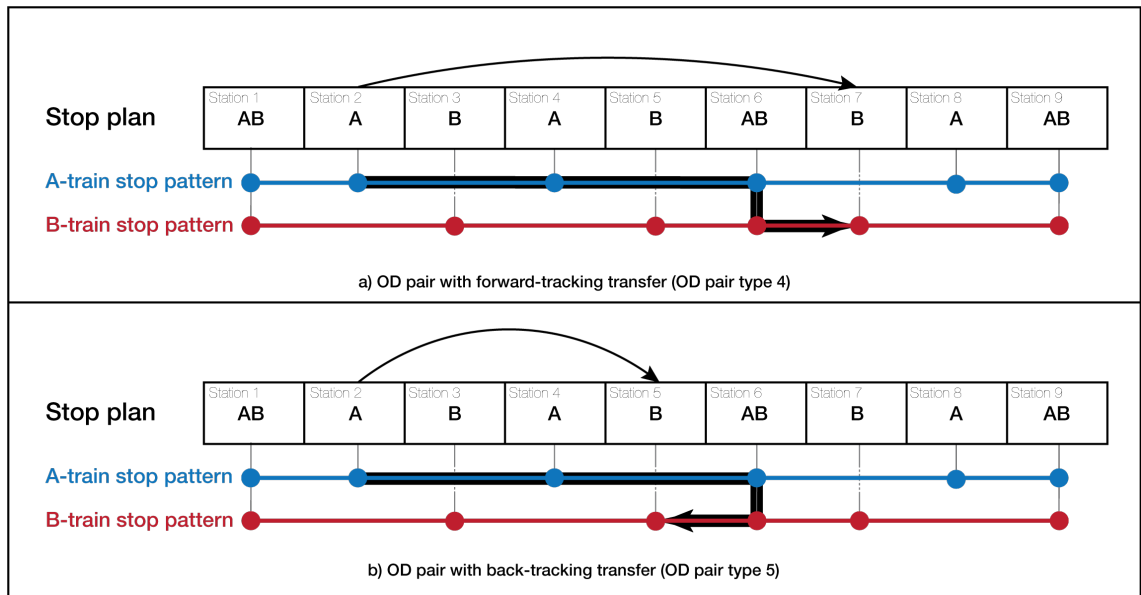 Station 1 Station 2 Station 3 Station 4 Station 5 Station 6 Station 7 Station 8 Station 9
Stop plan AB A B A B AB B A AB
A-train stop pattern
B-train stop pattern
a) OD pair with forward-tracking transfer (OD pair type 4)
Station 1 Station 2 Station 3 Station 4 Station 5 Station 6 Station 7 Station 8 Station 9
Stop plan AB A B A B AB B A AB
A-train stop pattern
B-train stop pattern
b) OD pair with back-tracking transfer (OD pair type 5)